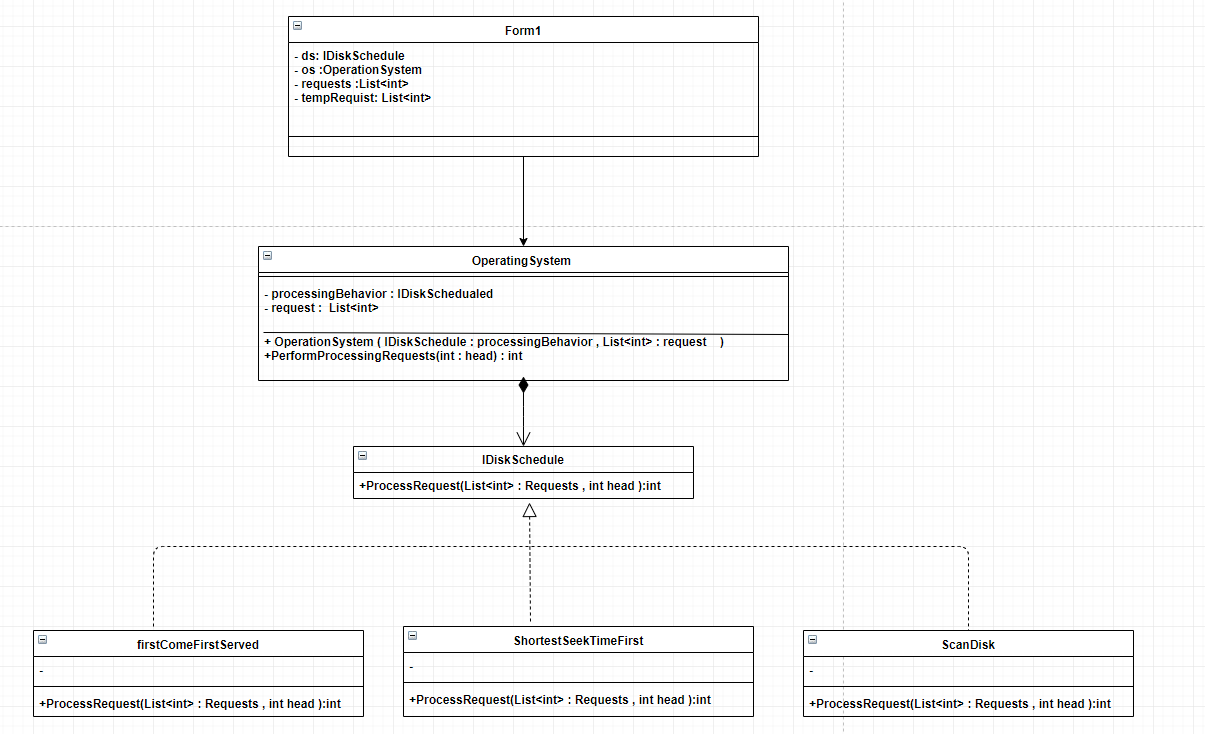 Form1
- ds: IDiskSchedule
- os :OperationSystem
- requests :List<int>
- tempRequist: List<int>
OperatingSystem
- processingBehavior : IDiskSchedualed
- request : List<int>
+ OperationSystem ( IDiskSchedule : processingBehavior , List<int> : request )
+PerformProcessingRequests(int : head) : int
IDiskSchedule
+ProcessRequest(List<int> : Requests , int head ):int
firstComeFirstServed
-
+ProcessRequest(List<int> : Requests , int head ):int
ShortestSeekTimeFirst
-
+ProcessRequest(List<int> : Requests , int head ):int
ScanDisk
-
+ProcessRequest(List<int> : Requests , int head ):int